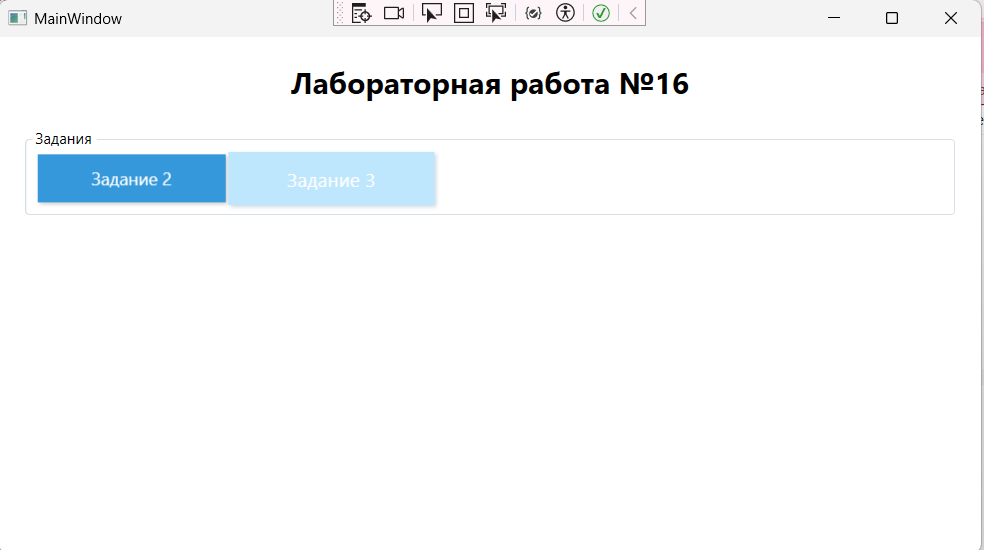 MainWindow
Лабораторная работа №16
Задания
Задание 2
Задание 3